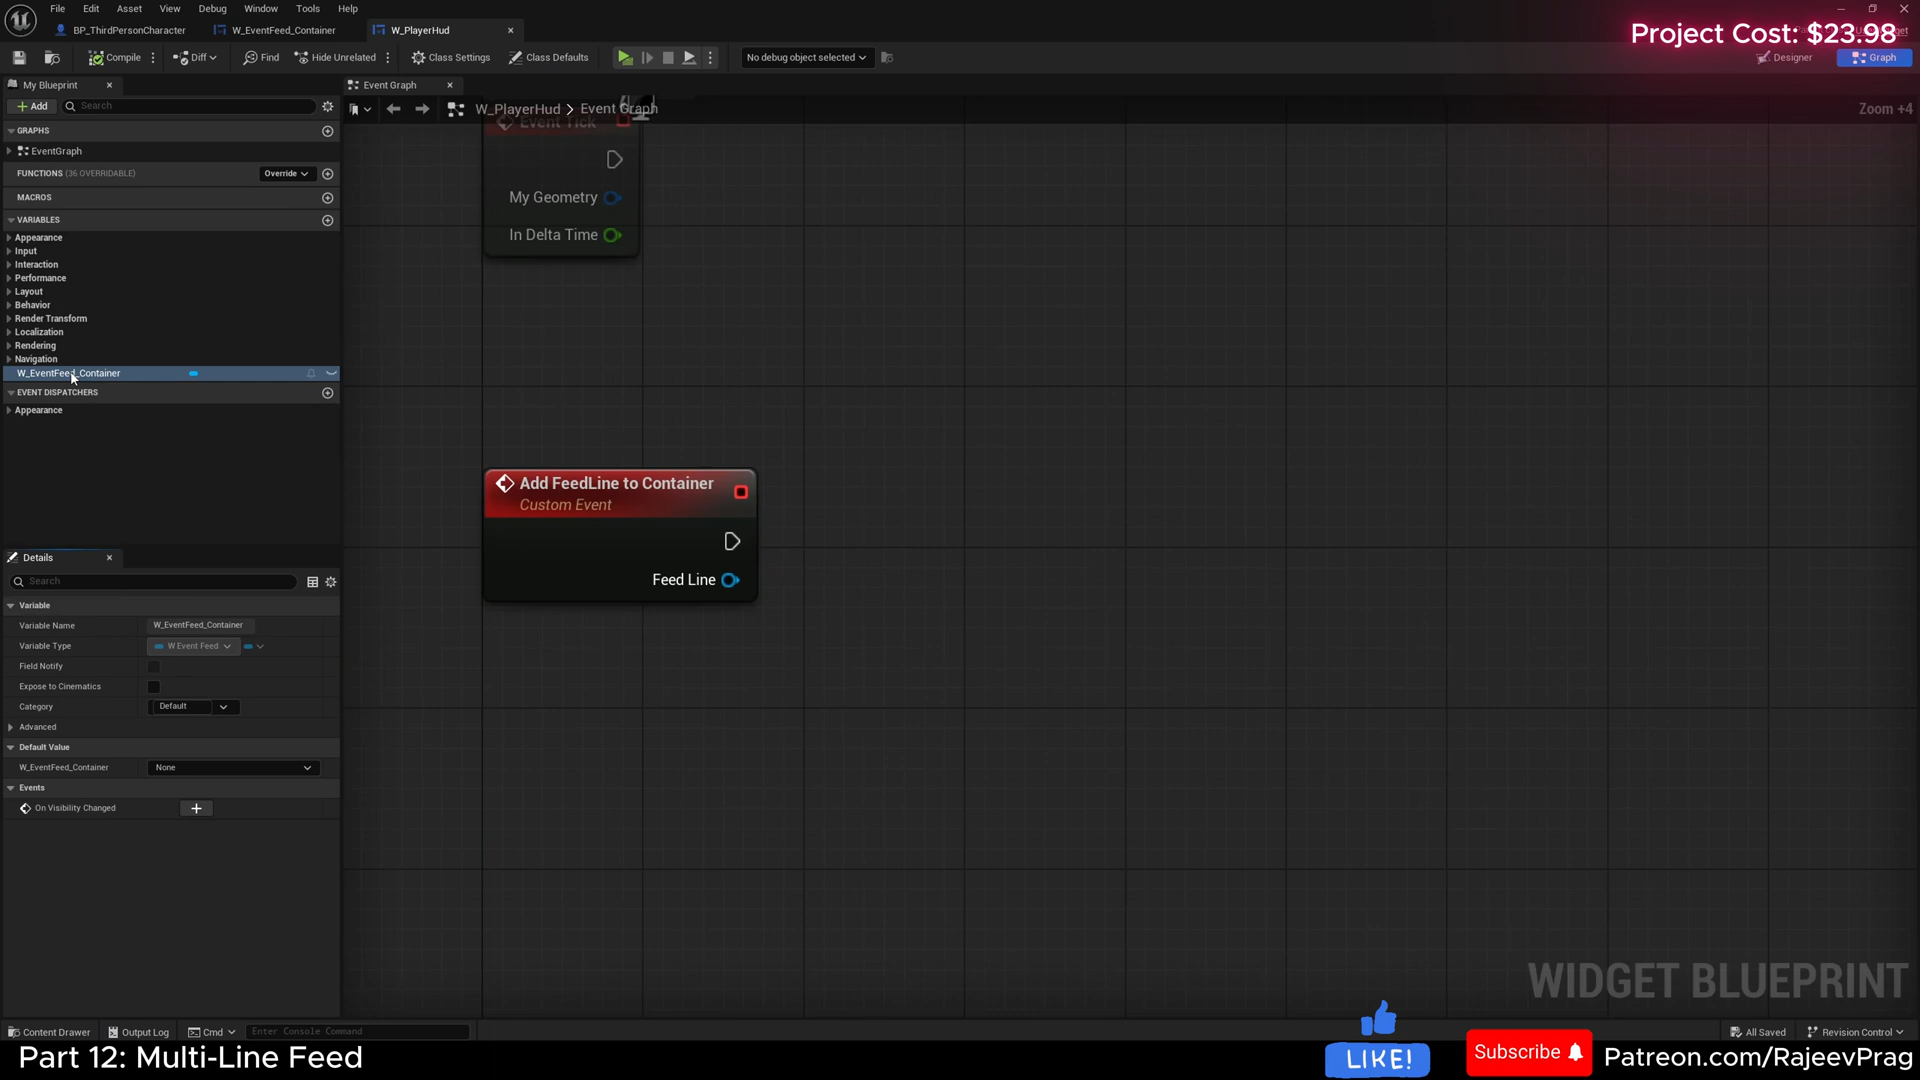 File Edit Asset View Debug Window Tools Help
BP_ThirdPersonCharacter W_EventFeed_Container W_PlayerHud
Project Cost: $23.98
Compile Diff Find Hide Unrelated Class Settings Class Defaults No debug object selected Designer Graph
My Blueprint Event Graph
Add Search W_PlayerHud > Event Graph Zoom +4
GRAPHS
EventGraph
FUNCTIONS (36 OVERRIDABLE) Override
MACROS
VARIABLES
Appearance
Input
Interaction
Performance
Layout
Behavior
Render Transform
Localization
Rendering
Navigation
W_EventFeed_Container
EVENT DISPATCHERS
Appearance
Event Tick
My Geometry
In Delta Time
Add FeedLine to Container
Custom Event
Feed Line
Details
Search
Variable
Variable Name W_EventFeed_Container
Variable Type W Event Feed
Field Notify
Expose to Cinematics
Category Default
Advanced
Default Value
W_EventFeed_Container None
Events
On Visibility Changed
WIDGET BLUEPRINT
Content Drawer Output Log Cmd Enter Console Command All Saved Revision Control
Part 12: Multi-Line Feed LIKE! Subscribe Patreon.com/RajeevPrag